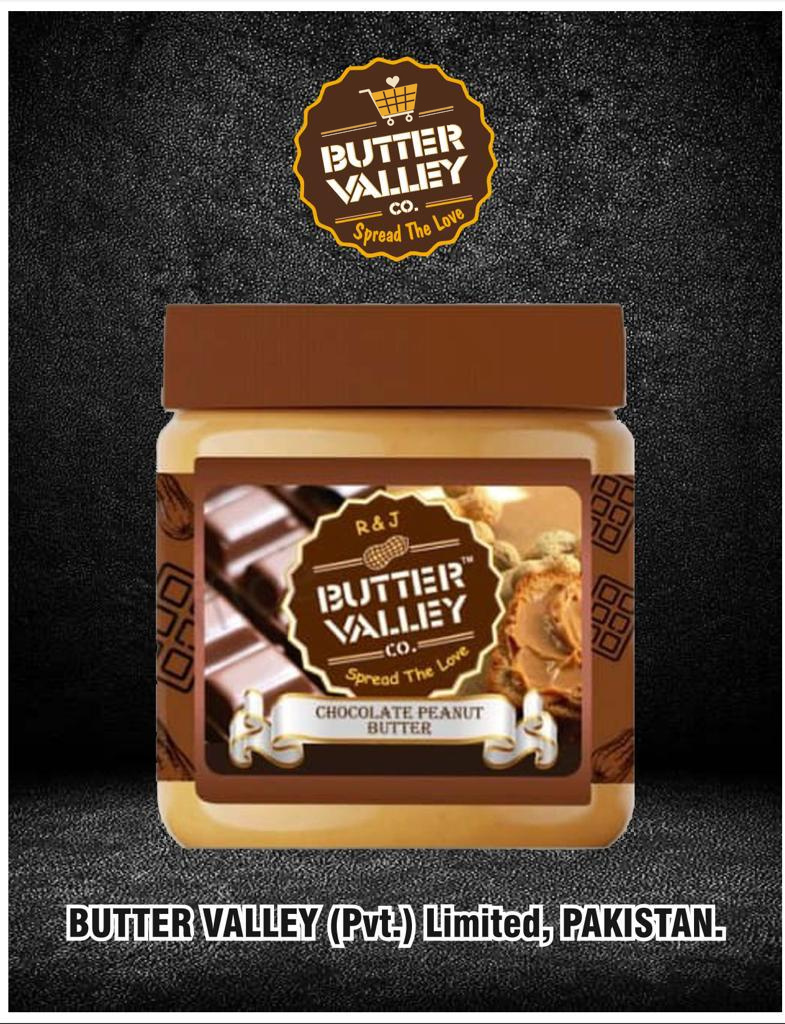 BUTTER
VALLEY
CO.
Spread The Love
R & J
BUTTER™
VALLEY
CO.
Spread The Love
CHOCOLATE PEANUT
BUTTER
BUTTER VALLEY (Pvt.) Limited, PAKISTAN.